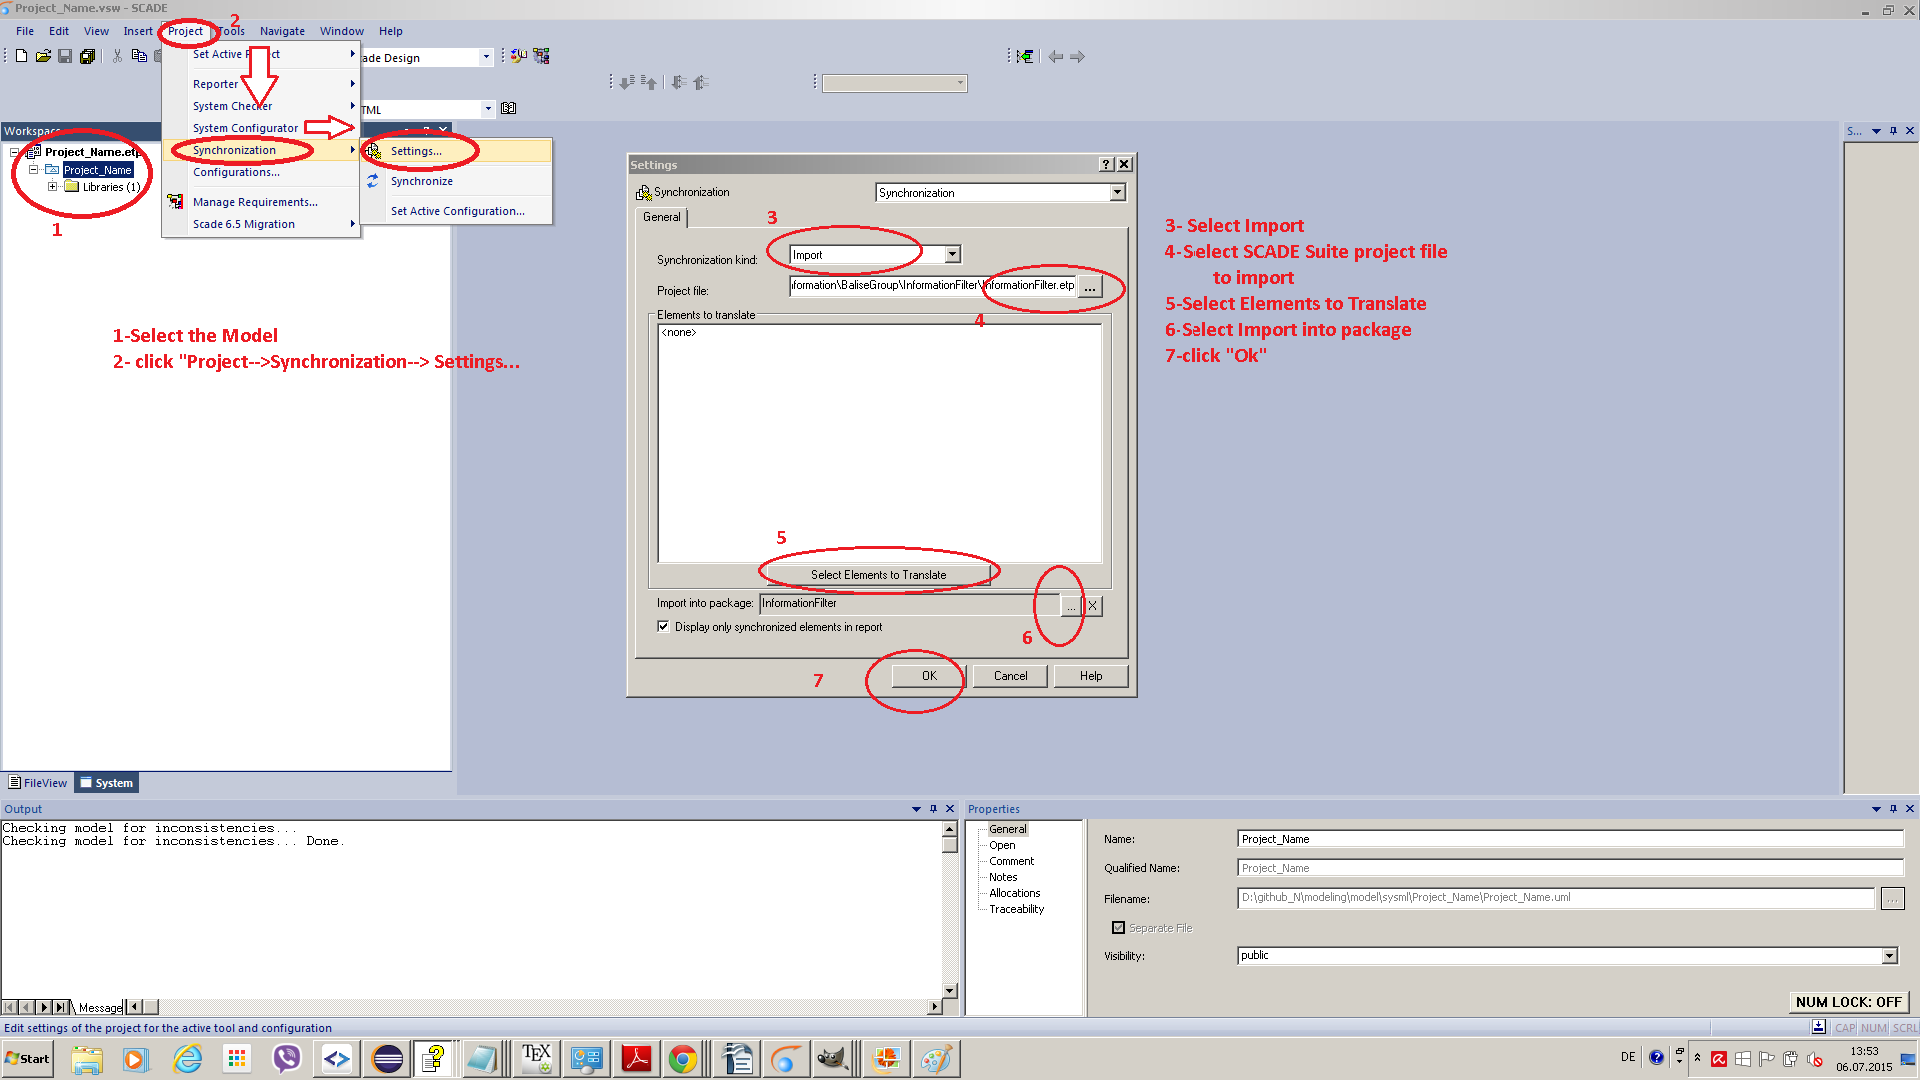 Project_Name.vsw - SCADE
File Edit View Insert Project Tools Navigate Window Help
2
Set Active Project
Reporter
System Checker
System Configurator
Synchronization
Configurations...
Manage Requirements...
Scade 6.5 Migration
Settings...
Synchronize
Set Active Configuration...
ade Design
TML
Workspace
Project_Name.etp
Project_Name
Libraries (1)
1
1-Select the Model
2- click "Project-->Synchronization--> Settings...
Settings
Synchronization
Synchronization
General
3
Synchronization kind: Import
Project file: formation\BaliseGroup\InformationFilter\InformationFilter.etp ...
4
Elements to translate
<none>
5
Select Elements to Translate
Import into package: InformationFilter ... X
Display only synchronized elements in report
6
7
OK Cancel Help
3- Select Import
4-Select SCADE Suite project file
to import
5-Select Elements to Translate
6-Select Import into package
7-click "Ok"
S...
FileView System
Output
Checking model for inconsistencies...
Checking model for inconsistencies... Done.
Message
Properties
General
Open
Comment
Notes
Allocations
Traceability
Name: Project_Name
Qualified Name: Project_Name
Filename: D:\github_N\modeling\model\sysml\Project_Name\Project_Name.uml ...
Separate File
Visibility: public
NUM LOCK: OFF
Edit settings of the project for the active tool and configuration
CAP NUM SCRL
Start
TEX
DE
13:53
06.07.2015